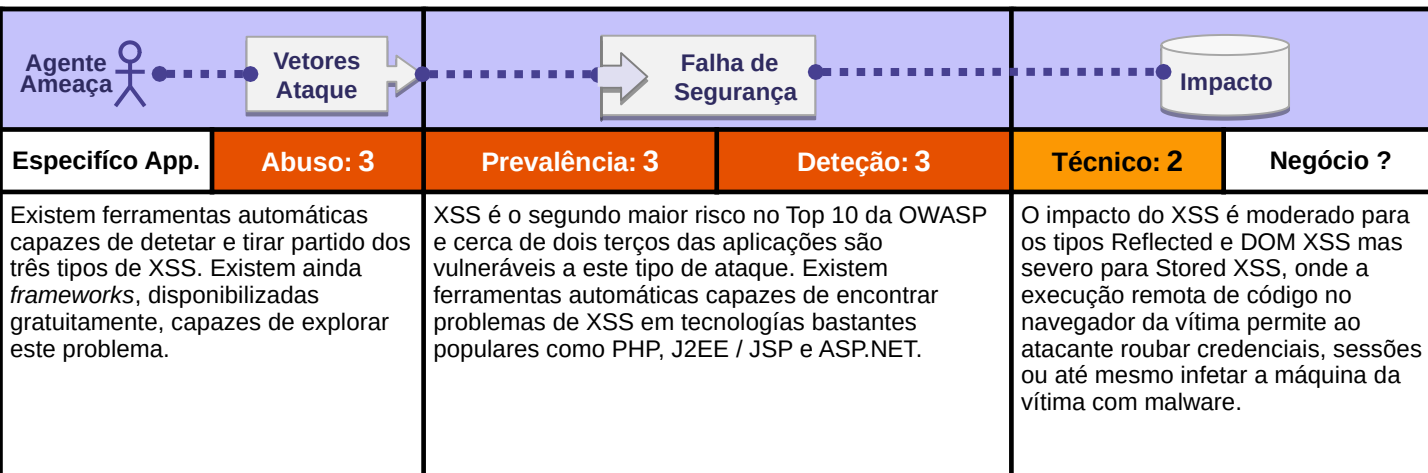 Agente
Ameaça
Vetores
Ataque
Falha de
Segurança
Impacto
Especifíco App.
Abuso: 3
Prevalência: 3
Deteção: 3
Técnico: 2
Negócio ?
Existem ferramentas automáticas
capazes de detetar e tirar partido dos
três tipos de XSS. Existem ainda
frameworks, disponibilizadas
gratuitamente, capazes de explorar
este problema.
XSS é o segundo maior risco no Top 10 da OWASP
e cerca de dois terços das aplicações são
vulneráveis a este tipo de ataque. Existem
ferramentas automáticas capazes de encontrar
problemas de XSS em tecnologías bastantes
populares como PHP, J2EE / JSP e ASP.NET.
O impacto do XSS é moderado para
os tipos Reflected e DOM XSS mas
severo para Stored XSS, onde a
execução remota de código no
navegador da vítima permite ao
atacante roubar credenciais, sessões
ou até mesmo infetar a máquina da
vítima com malware.